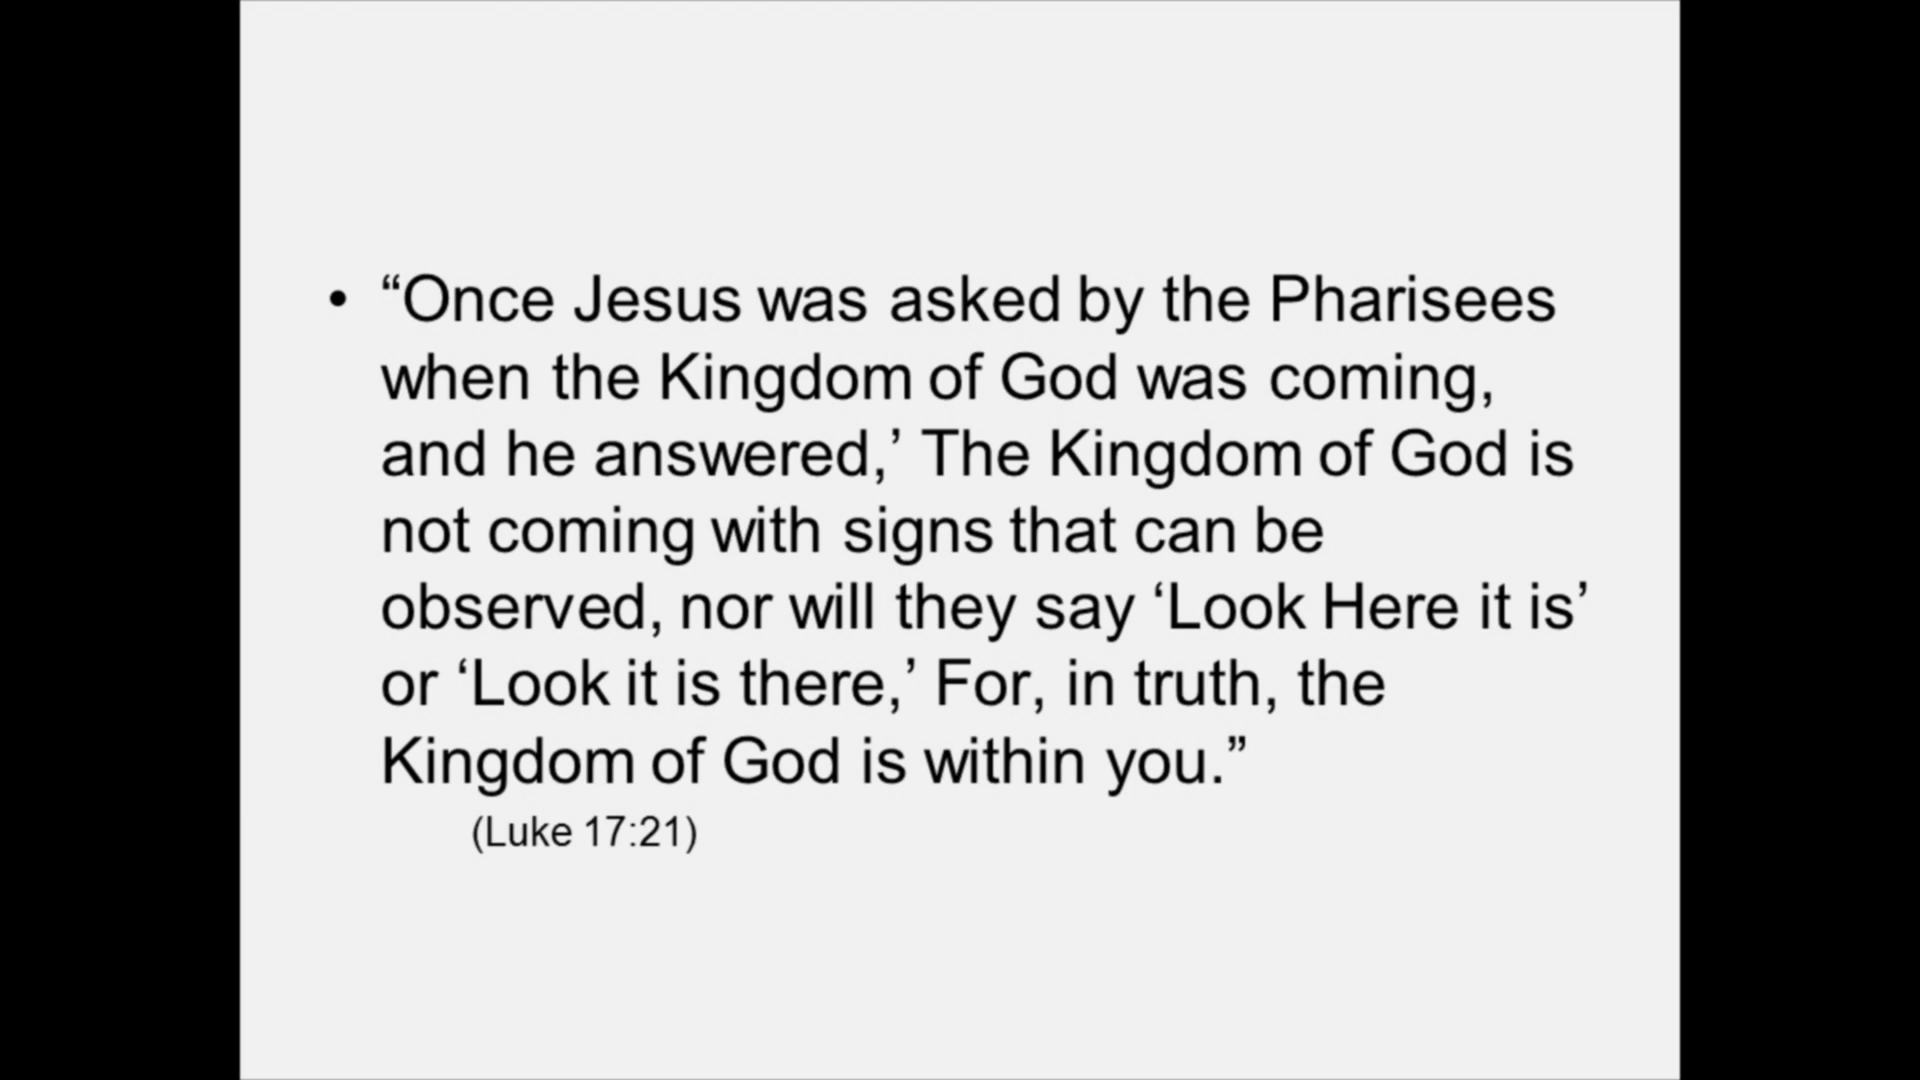 • “Once Jesus was asked by the Pharisees
when the Kingdom of God was coming,
and he answered,’ The Kingdom of God is
not coming with signs that can be
observed, nor will they say ‘Look Here it is’
or ‘Look it is there,’ For, in truth, the
Kingdom of God is within you.”
(Luke 17:21)